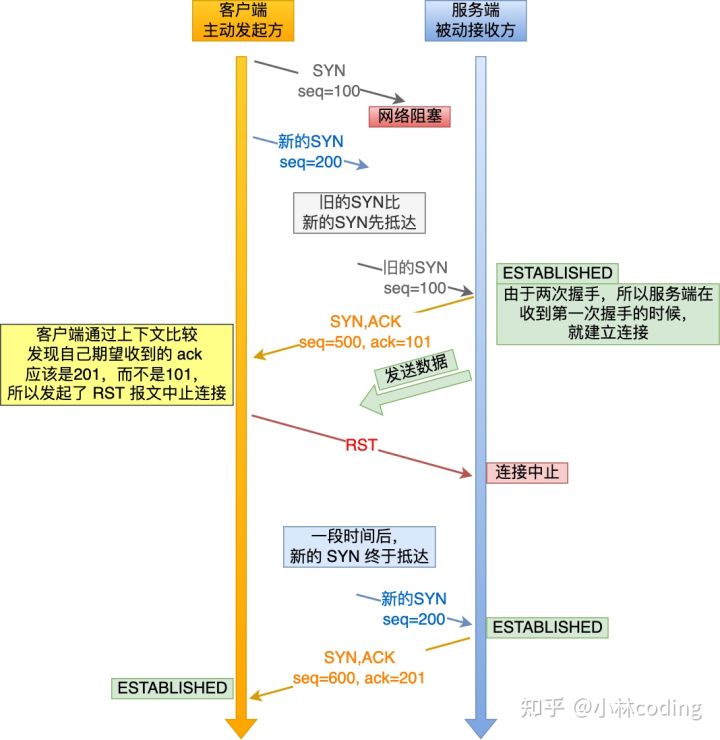 客户端
主动发起方
服务端
被动接收方
SYN
seq=100
网络阻塞
新的SYN
seq=200
旧的SYN比
新的SYN先抵达
旧的SYN
seq=100
ESTABLISHED
由于两次握手，所以服务端在
收到第一次握手的时候，
就建立连接
SYN,ACK
seq=500, ack=101
客户端通过上下文比较
发现自己期望收到的 ack
应该是201，而不是101，
所以发起了 RST 报文中止连接
发送数据
RST
连接中止
一段时间后，
新的 SYN 终于抵达
新的SYN
seq=200
ESTABLISHED
SYN,ACK
seq=600, ack=201
ESTABLISHED
知乎 @小林coding